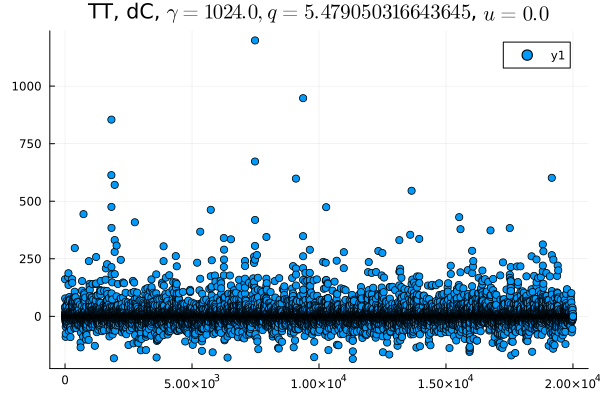 TT, dC, γ = 1024.0, q = 5.479050316643645, u = 0.0
y1
1000
750
500
250
0
0 5.00×10³ 1.00×10⁴ 1.50×10⁴ 2.00×10⁴